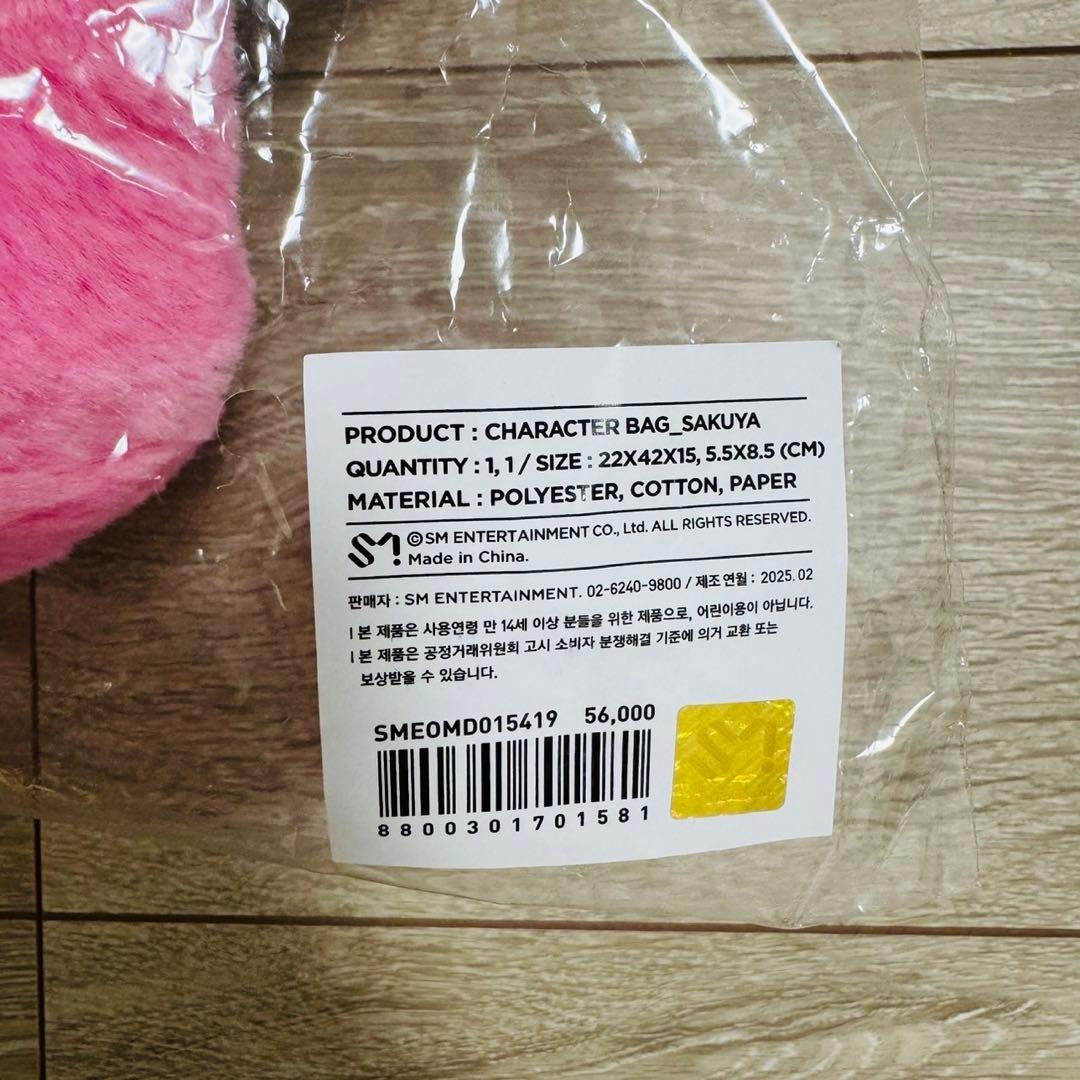 PRODUCT : CHARACTER BAG_SAKUYA
QUANTITY : 1, 1 / SIZE : 22X42X15, 5.5X8.5 (CM)
MATERIAL : POLYESTER, COTTON, PAPER
SM! ©SM ENTERTAINMENT CO., Ltd. ALL RIGHTS RESERVED.
Made in China.
판매자 : SM ENTERTAINMENT. 02-6240-9800 / 제조연월 : 2025.02
| 본 제품은 사용연령 만 14세 이상 분들을 위한 제품으로, 어린이용이 아닙니다.
| 본 제품은 공정거래위원회 고시 소비자 분쟁해결 기준에 의거 교환 또는
보상받을 수 있습니다.
SMEOMD015419 56,000
8800301701581
SM!